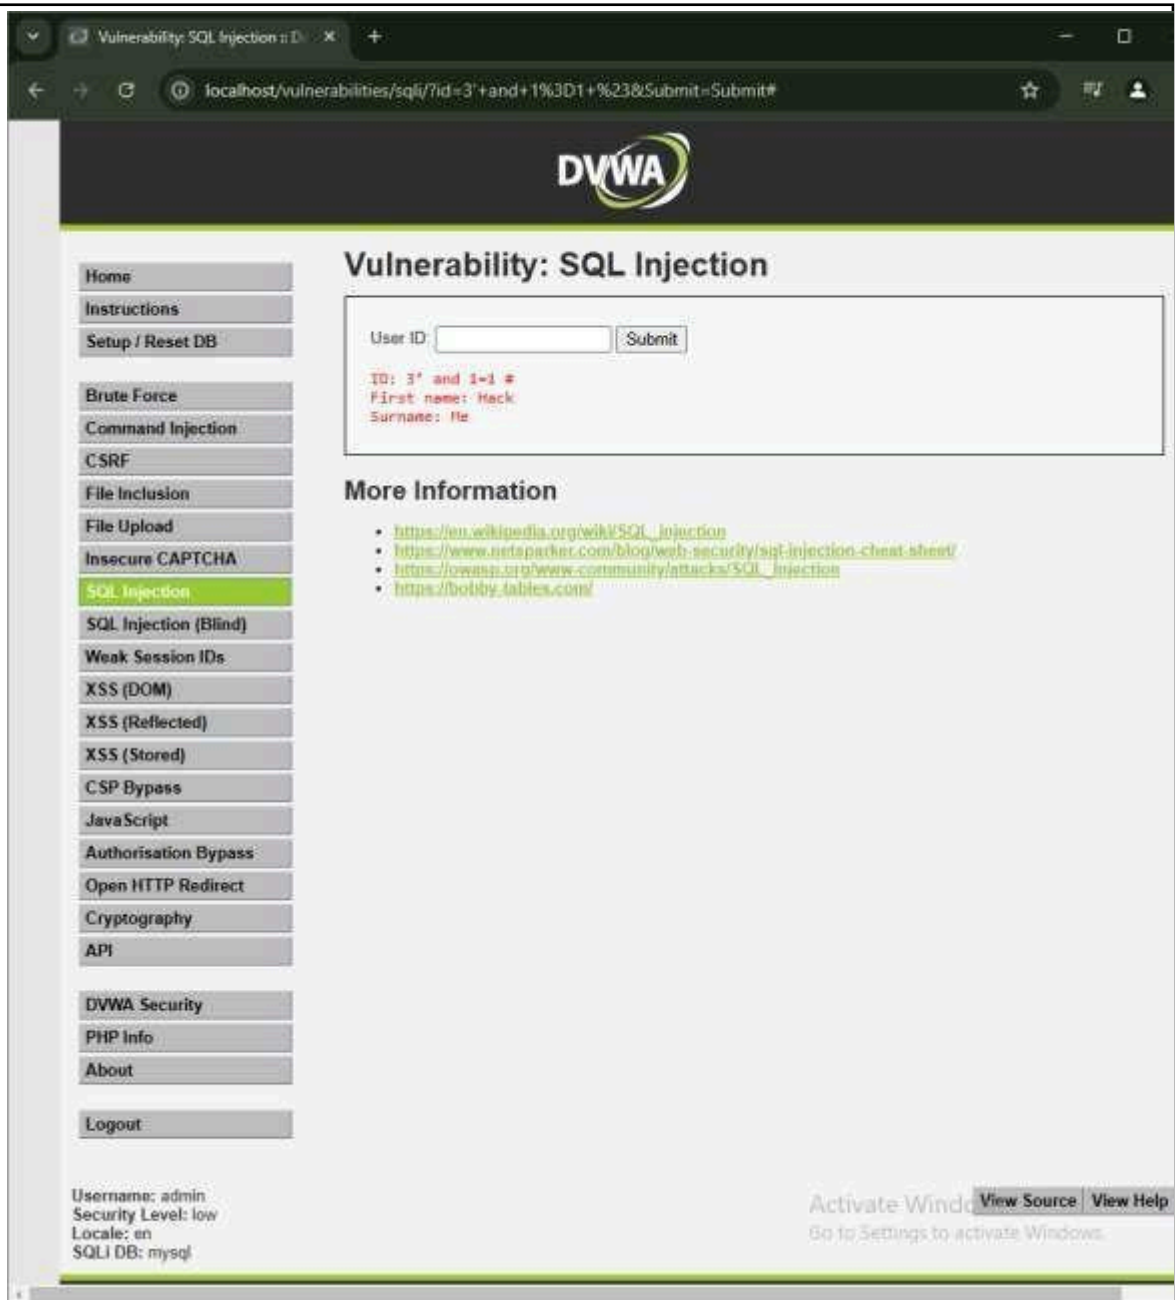 Vulnerability: SQL Injection :: D
localhost/vulnerabilities/sqli/?id=3'+and+1%3D1+%23&Submit=Submit#
DVWA
Vulnerability: SQL Injection
Home
Instructions
Setup / Reset DB
Brute Force
Command Injection
CSRF
File Inclusion
File Upload
Insecure CAPTCHA
SQL Injection
SQL Injection (Blind)
Weak Session IDs
XSS (DOM)
XSS (Reflected)
XSS (Stored)
CSP Bypass
JavaScript
Authorisation Bypass
Open HTTP Redirect
Cryptography
API
DVWA Security
PHP Info
About
Logout
User ID: Submit
ID: 3' and 1=1 #
First name: Hack
Surname: Me
More Information
https://en.wikipedia.org/wiki/SQL_injection
https://www.netsparker.com/blog/web-security/sql-injection-cheat-sheet/
https://owasp.org/www-community/attacks/SQL_Injection
https://bobby-tables.com/
Username: admin
Security Level: low
Locale: en
SQLi DB: mysql
Activate Windo
Go to Settings to activate Windows.
View Source View Help